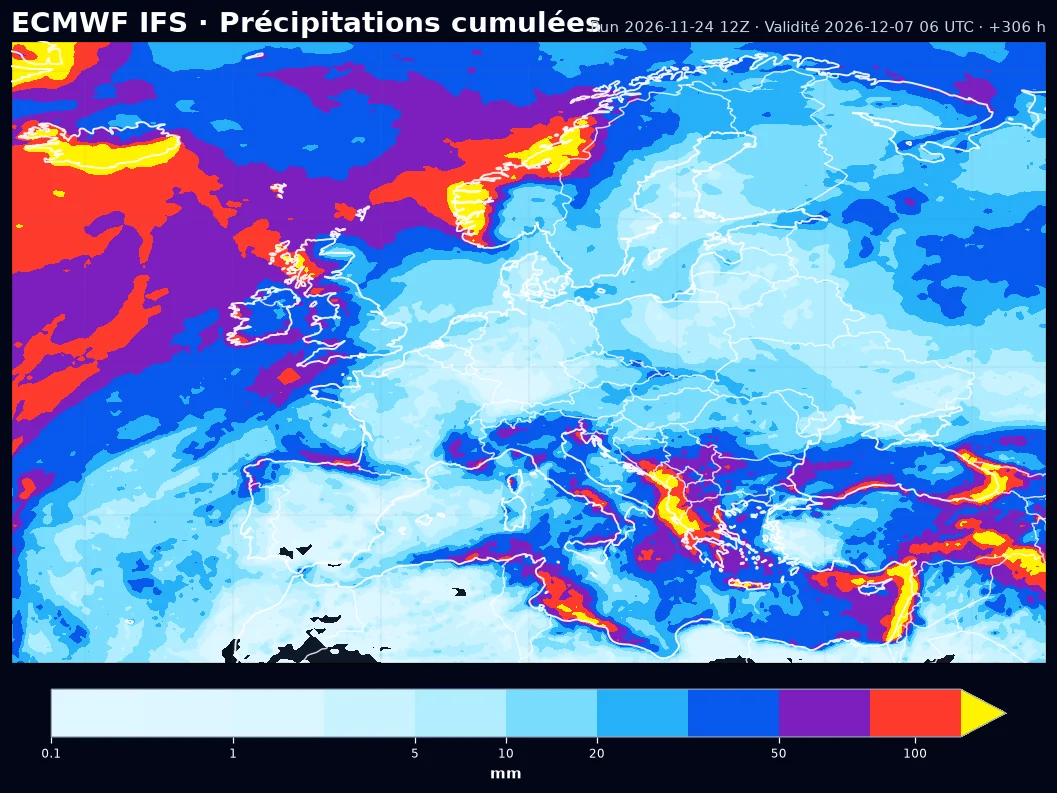 ECMWF IFS · Précipitations cumulées
Run 2026-11-24 12Z · Validité 2026-12-07 06 UTC · +306 h
0.1 1 5 10 20 50 100
mm